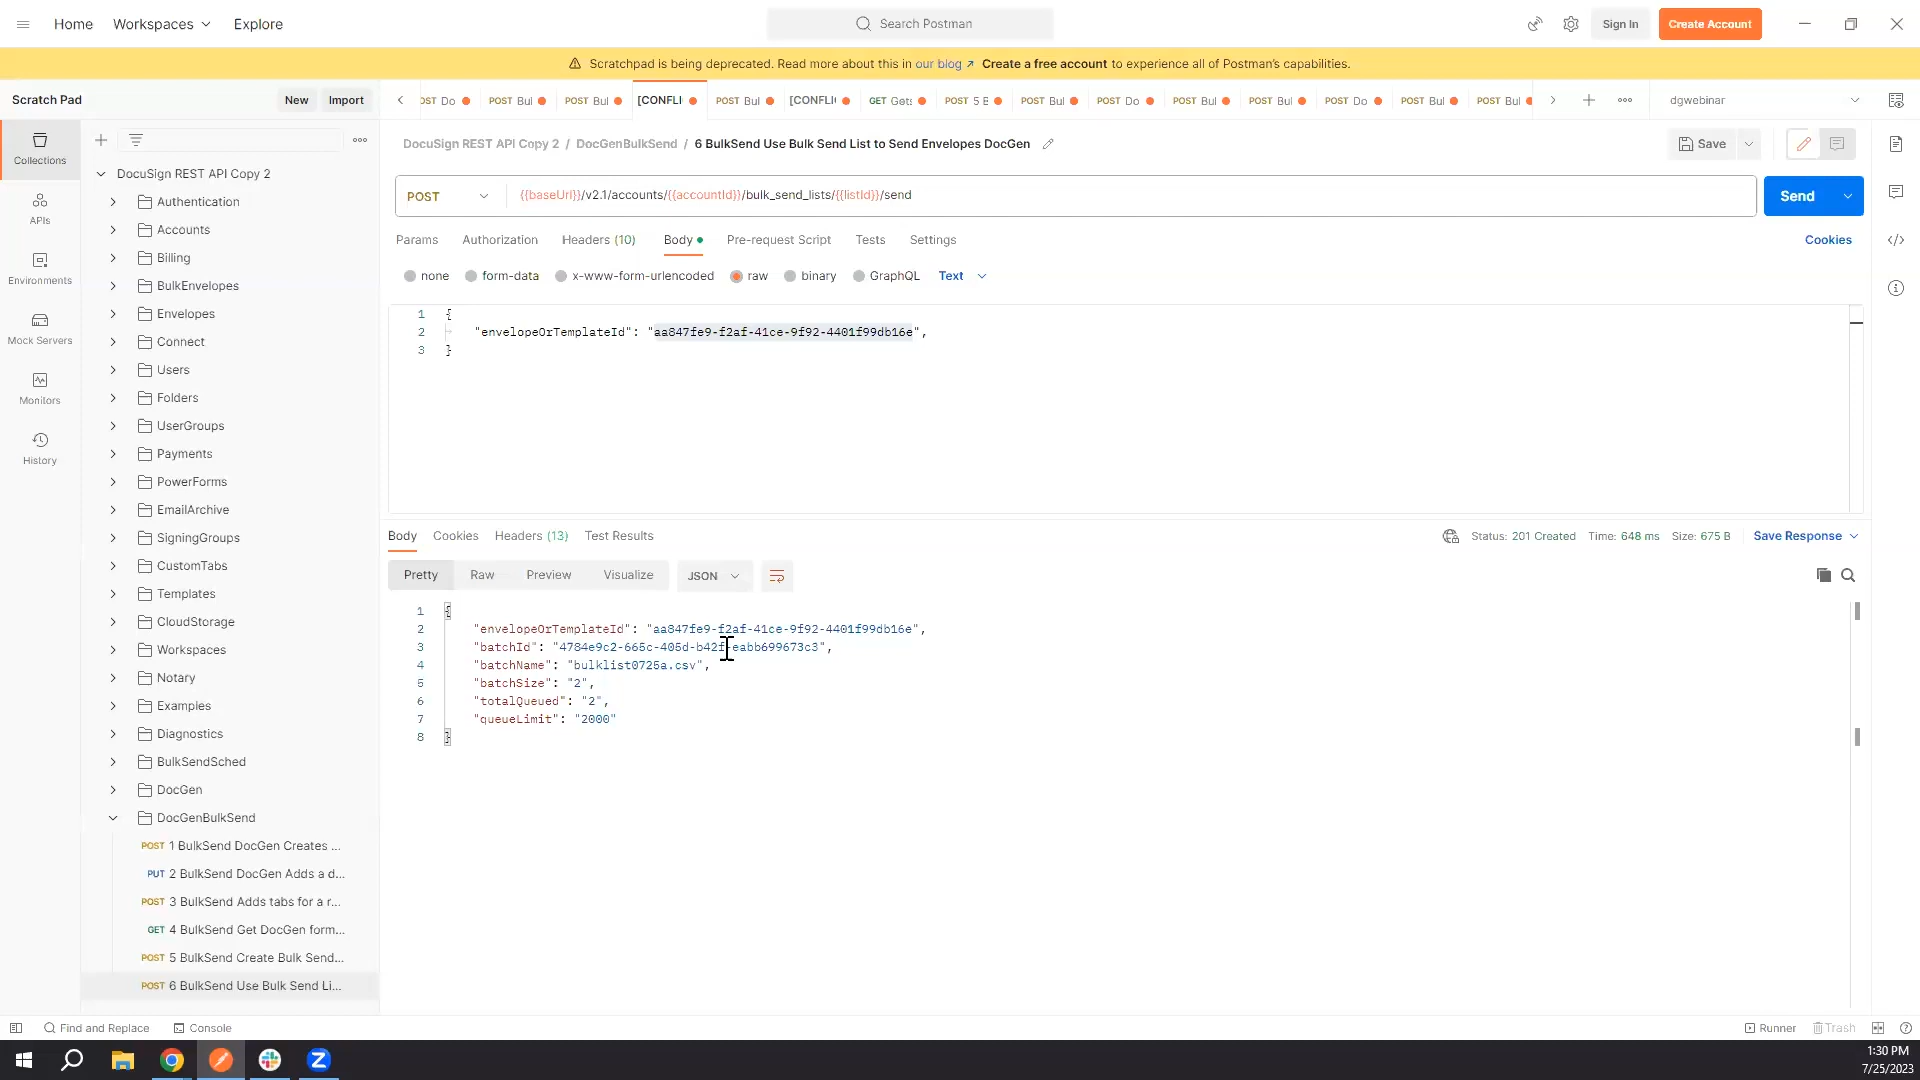 Home Workspaces Explore Search Postman Sign In Create Account
Scratchpad is being deprecated. Read more about this in our blog ↗ Create a free account to experience all of Postman's capabilities.
Scratch Pad New Import
OST Do POST Bul POST Bul [CONFLI POST Bul [CONFLI GET Gets POST 5 B POST Bul POST Do POST Bul POST Bul POST Do POST Bul POST Bul dgwebinar
DocuSign REST API Copy 2 / DocGenBulkSend / 6 BulkSend Use Bulk Send List to Send Envelopes DocGen Save
POST {{baseUrl}}/v2.1/accounts/{{accountId}}/bulk_send_lists/{{listId}}/send Send
Params Authorization Headers (10) Body Pre-request Script Tests Settings Cookies
none form-data x-www-form-urlencoded raw binary GraphQL Text
1 {
2 "envelopeOrTemplateId": "aa847fe9-f2af-41ce-9f92-4401f99db16e",
3 }
Body Cookies Headers (13) Test Results Status: 201 Created Time: 648 ms Size: 675 B Save Response
Pretty Raw Preview Visualize JSON
1 {
2 "envelopeOrTemplateId": "aa847fe9-f2af-41ce-9f92-4401f99db16e",
3 "batchId": "4784e9c2-665c-405d-b42f-eabb699673c3",
4 "batchName": "bulklist0725a.csv",
5 "batchSize": "2",
6 "totalQueued": "2",
7 "queueLimit": "2000"
8 }
Collections
APIs
Environments
Mock Servers
Monitors
History
DocuSign REST API Copy 2
Authentication
Accounts
Billing
BulkEnvelopes
Envelopes
Connect
Users
Folders
UserGroups
Payments
PowerForms
EmailArchive
SigningGroups
CustomTabs
Templates
CloudStorage
Workspaces
Notary
Examples
Diagnostics
BulkSendSched
DocGen
DocGenBulkSend
POST 1 BulkSend DocGen Creates ...
PUT 2 BulkSend DocGen Adds a d...
POST 3 BulkSend Adds tabs for a r...
GET 4 BulkSend Get DocGen form...
POST 5 BulkSend Create Bulk Send...
POST 6 BulkSend Use Bulk Send Li...
Find and Replace Console Runner Trash
1:30 PM
7/25/2023